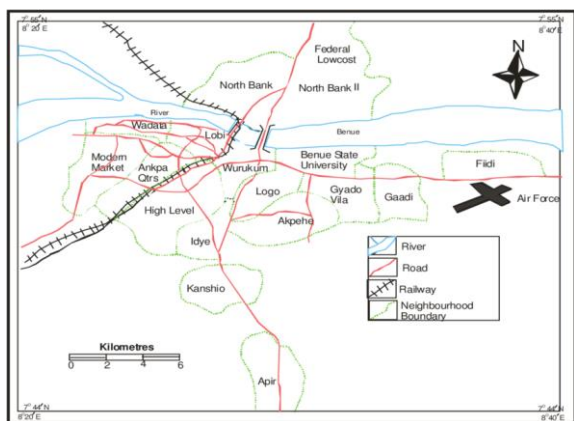 7° 55' N
8° 20' E
7° 55' N
8° 40' E
N
Federal
Lowcost
North Bank
North Bank II
River
Wadata
Lobi
Benue
Modern
Market
Ankpa
Qtrs
Wurukum
Benue State
University
Fiidi
High Level
Logo
Gyado
Vila
Gaadi
Air Force
Akpehe
Idye
Kanshio
River
Road
Railway
Neighbourhood
Boundary
Kilometres
0 2 4 6
Apir
7° 44' N
8° 20' E
7° 44' N
8° 40' E